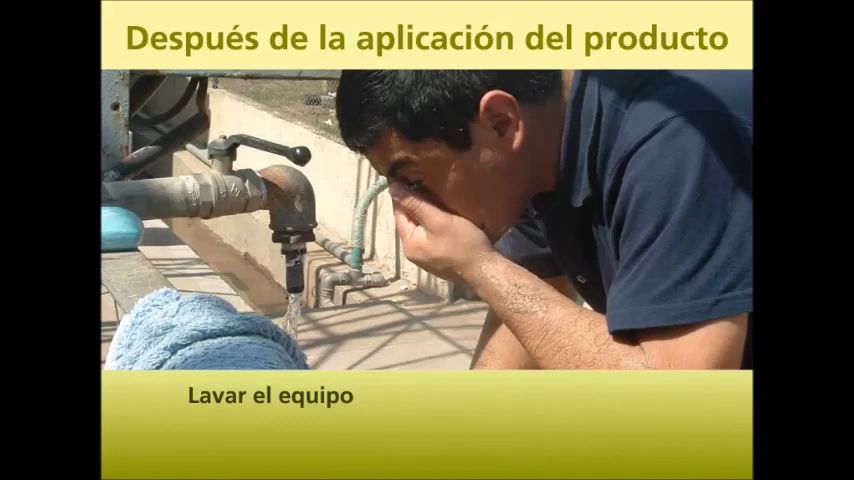 Después de la aplicación del producto
Lavar el equipo